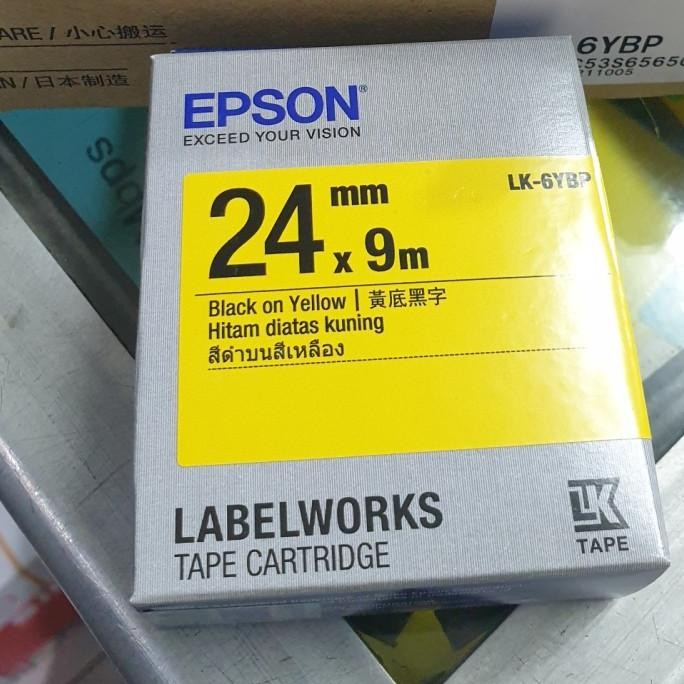 ARE / 小心搬运
N / 日本制造
6YBP
C53S6565
211005
EPSON®
EXCEED YOUR VISION
LK-6YBP
24 mm x 9m
Black on Yellow | 黃底黑字
Hitam diatas kuning
สีดำบนสีเหลือง
LABELWORKS
TAPE CARTRIDGE
LK
TAPE